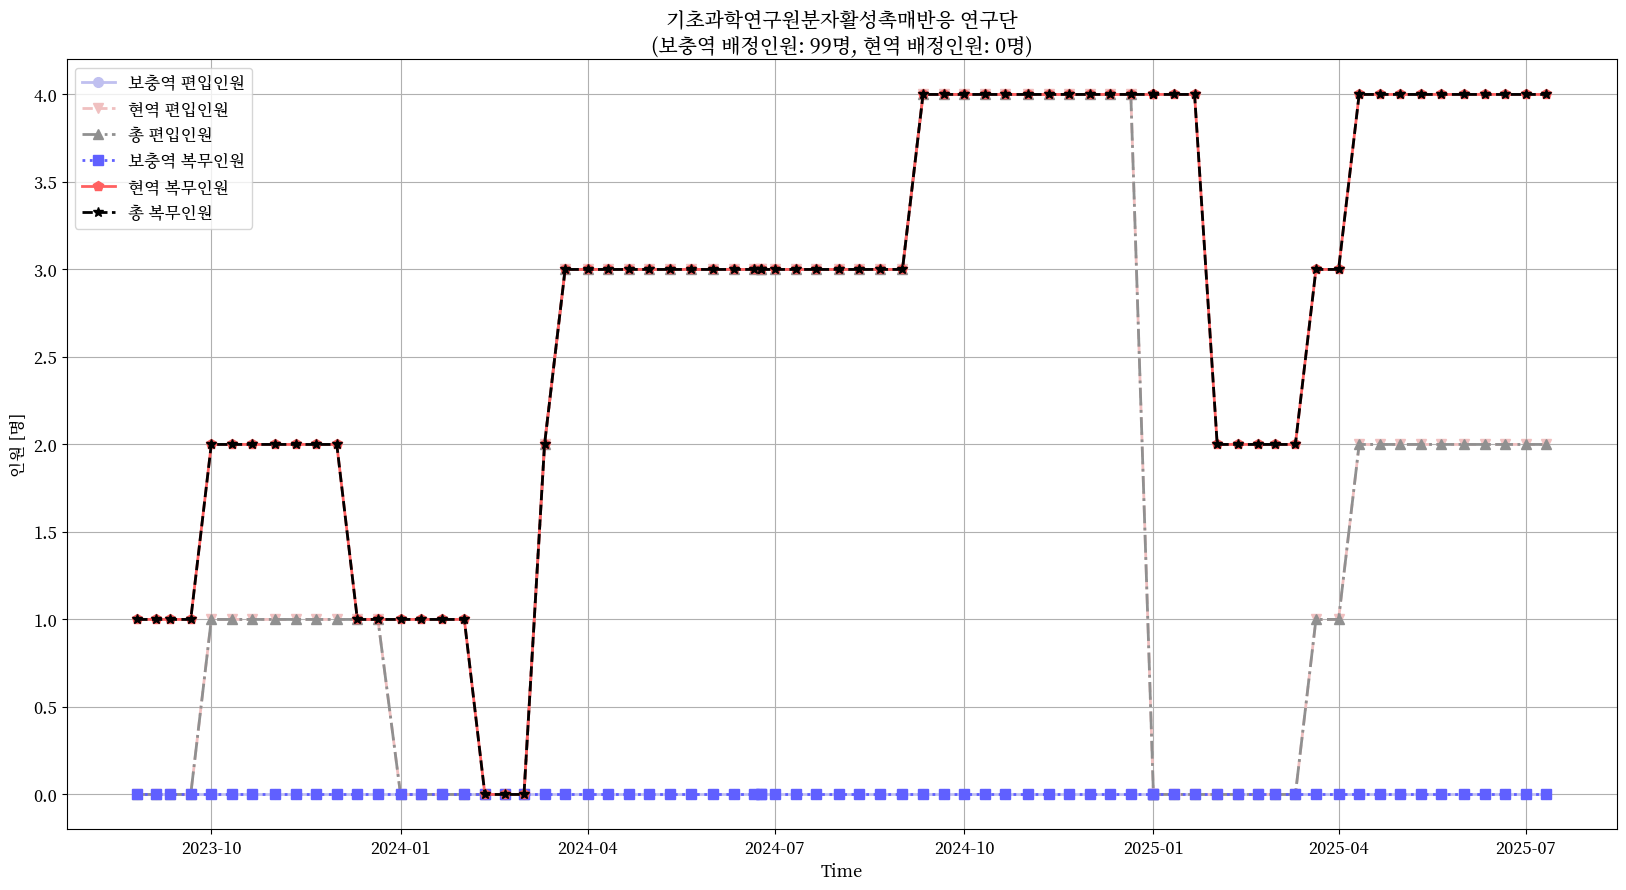 기초과학연구원분자활성촉매반응 연구단
(보충역 배정인원: 99명, 현역 배정인원: 0명)
보충역 편입인원
현역 편입인원
총 편입인원
보충역 복무인원
현역 복무인원
총 복무인원
4.0
3.5
3.0
2.5
2.0
1.5
1.0
0.5
0.0
인원 [명]
2023-10
2024-01
2024-04
2024-07
2024-10
2025-01
2025-04
2025-07
Time